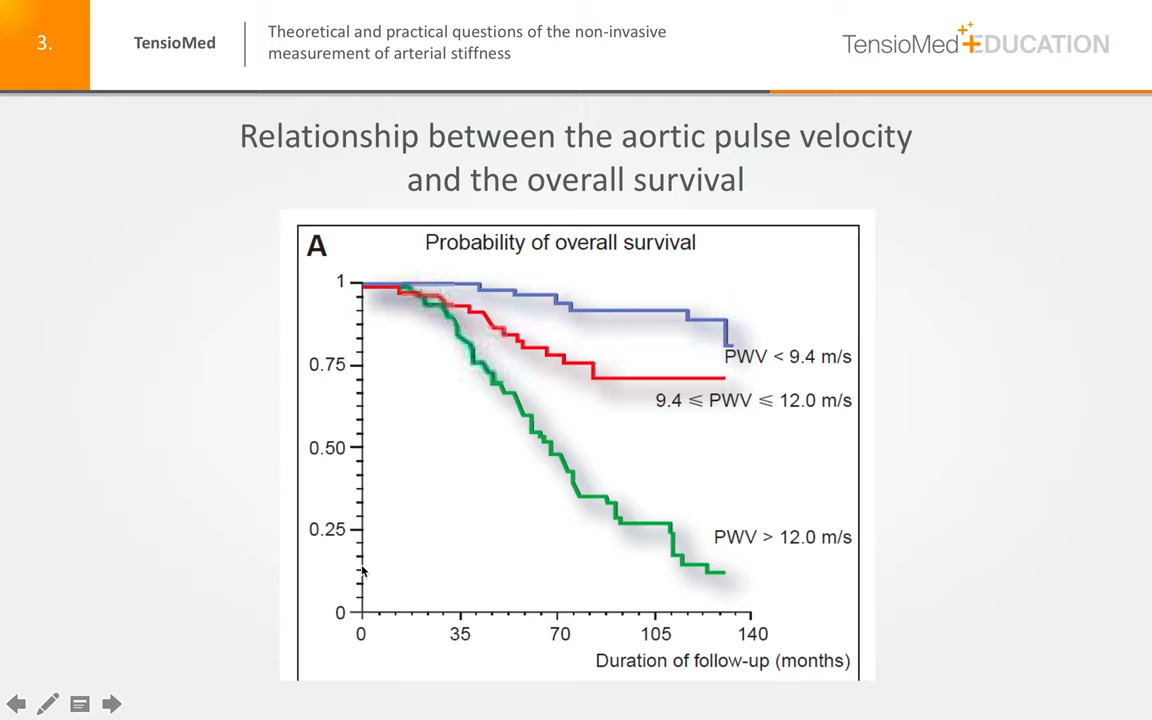 3.
TensioMed
Theoretical and practical questions of the non-invasive
measurement of arterial stiffness
TensioMed EDUCATION
Relationship between the aortic pulse velocity
and the overall survival
A
Probability of overall survival
1
0.75
0.50
0.25
0
PWV < 9.4 m/s
9.4 ⩽ PWV ⩽ 12.0 m/s
PWV > 12.0 m/s
0 35 70 105 140
Duration of follow-up (months)